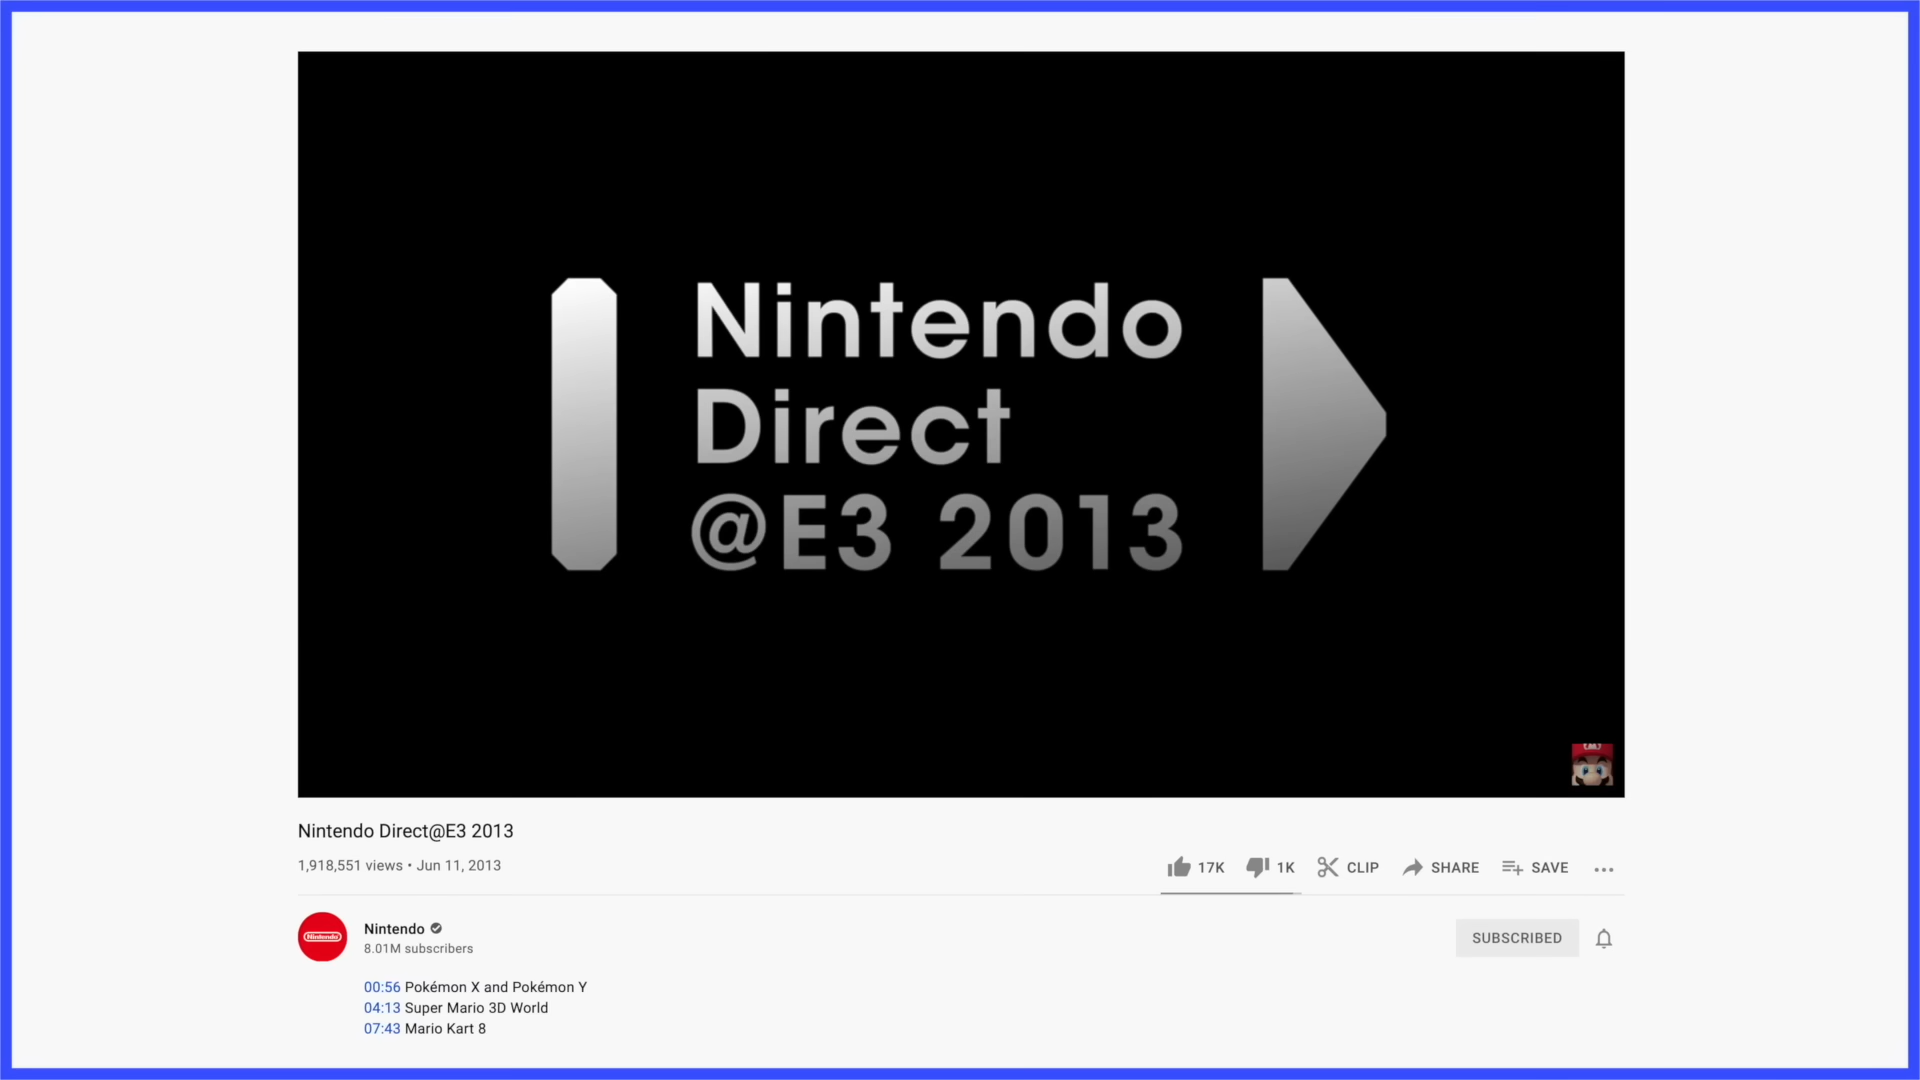 Nintendo
Direct
@E3 2013
M
Nintendo Direct@E3 2013
1,918,551 views • Jun 11, 2013
17K 1K CLIP SHARE SAVE ...
Nintendo
Nintendo
8.01M subscribers
SUBSCRIBED
00:56 Pokémon X and Pokémon Y
04:13 Super Mario 3D World
07:43 Mario Kart 8